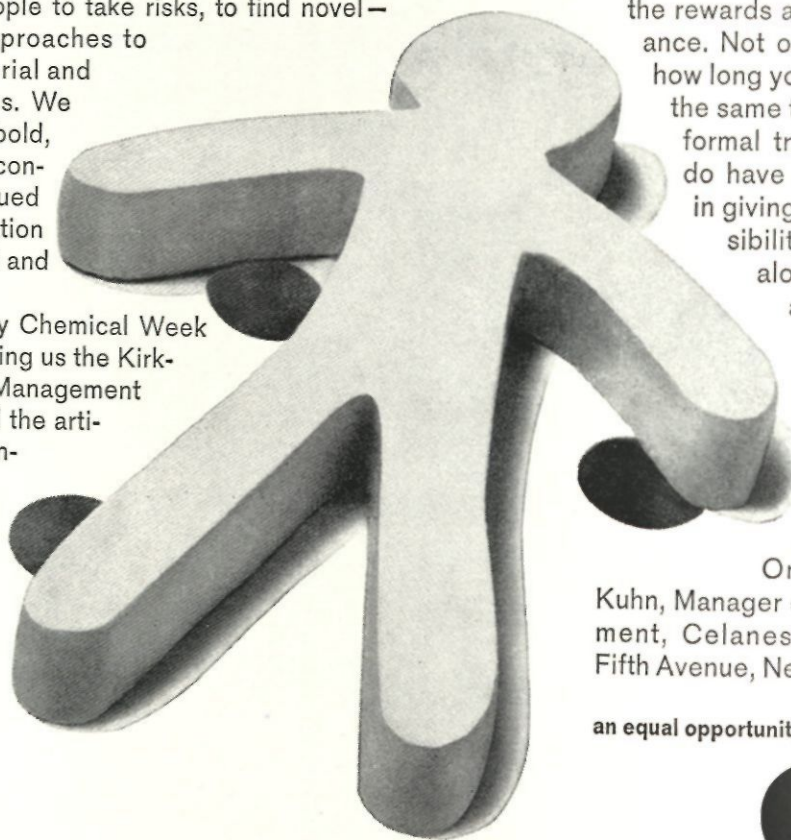 ople to take risks, to find novel—
proaches to
rial and
s. We
bold,
con-
ued
tion
and
y Chemical Week
ing us the Kirk-
Management
the arti-
n-
the rewards a
ance. Not o
how long yo
the same
formal tr
do have
in giving
sibilit
alo
Or
Kuhn, Manager
ment, Celanes
Fifth Avenue, Ne
an equal opportunit